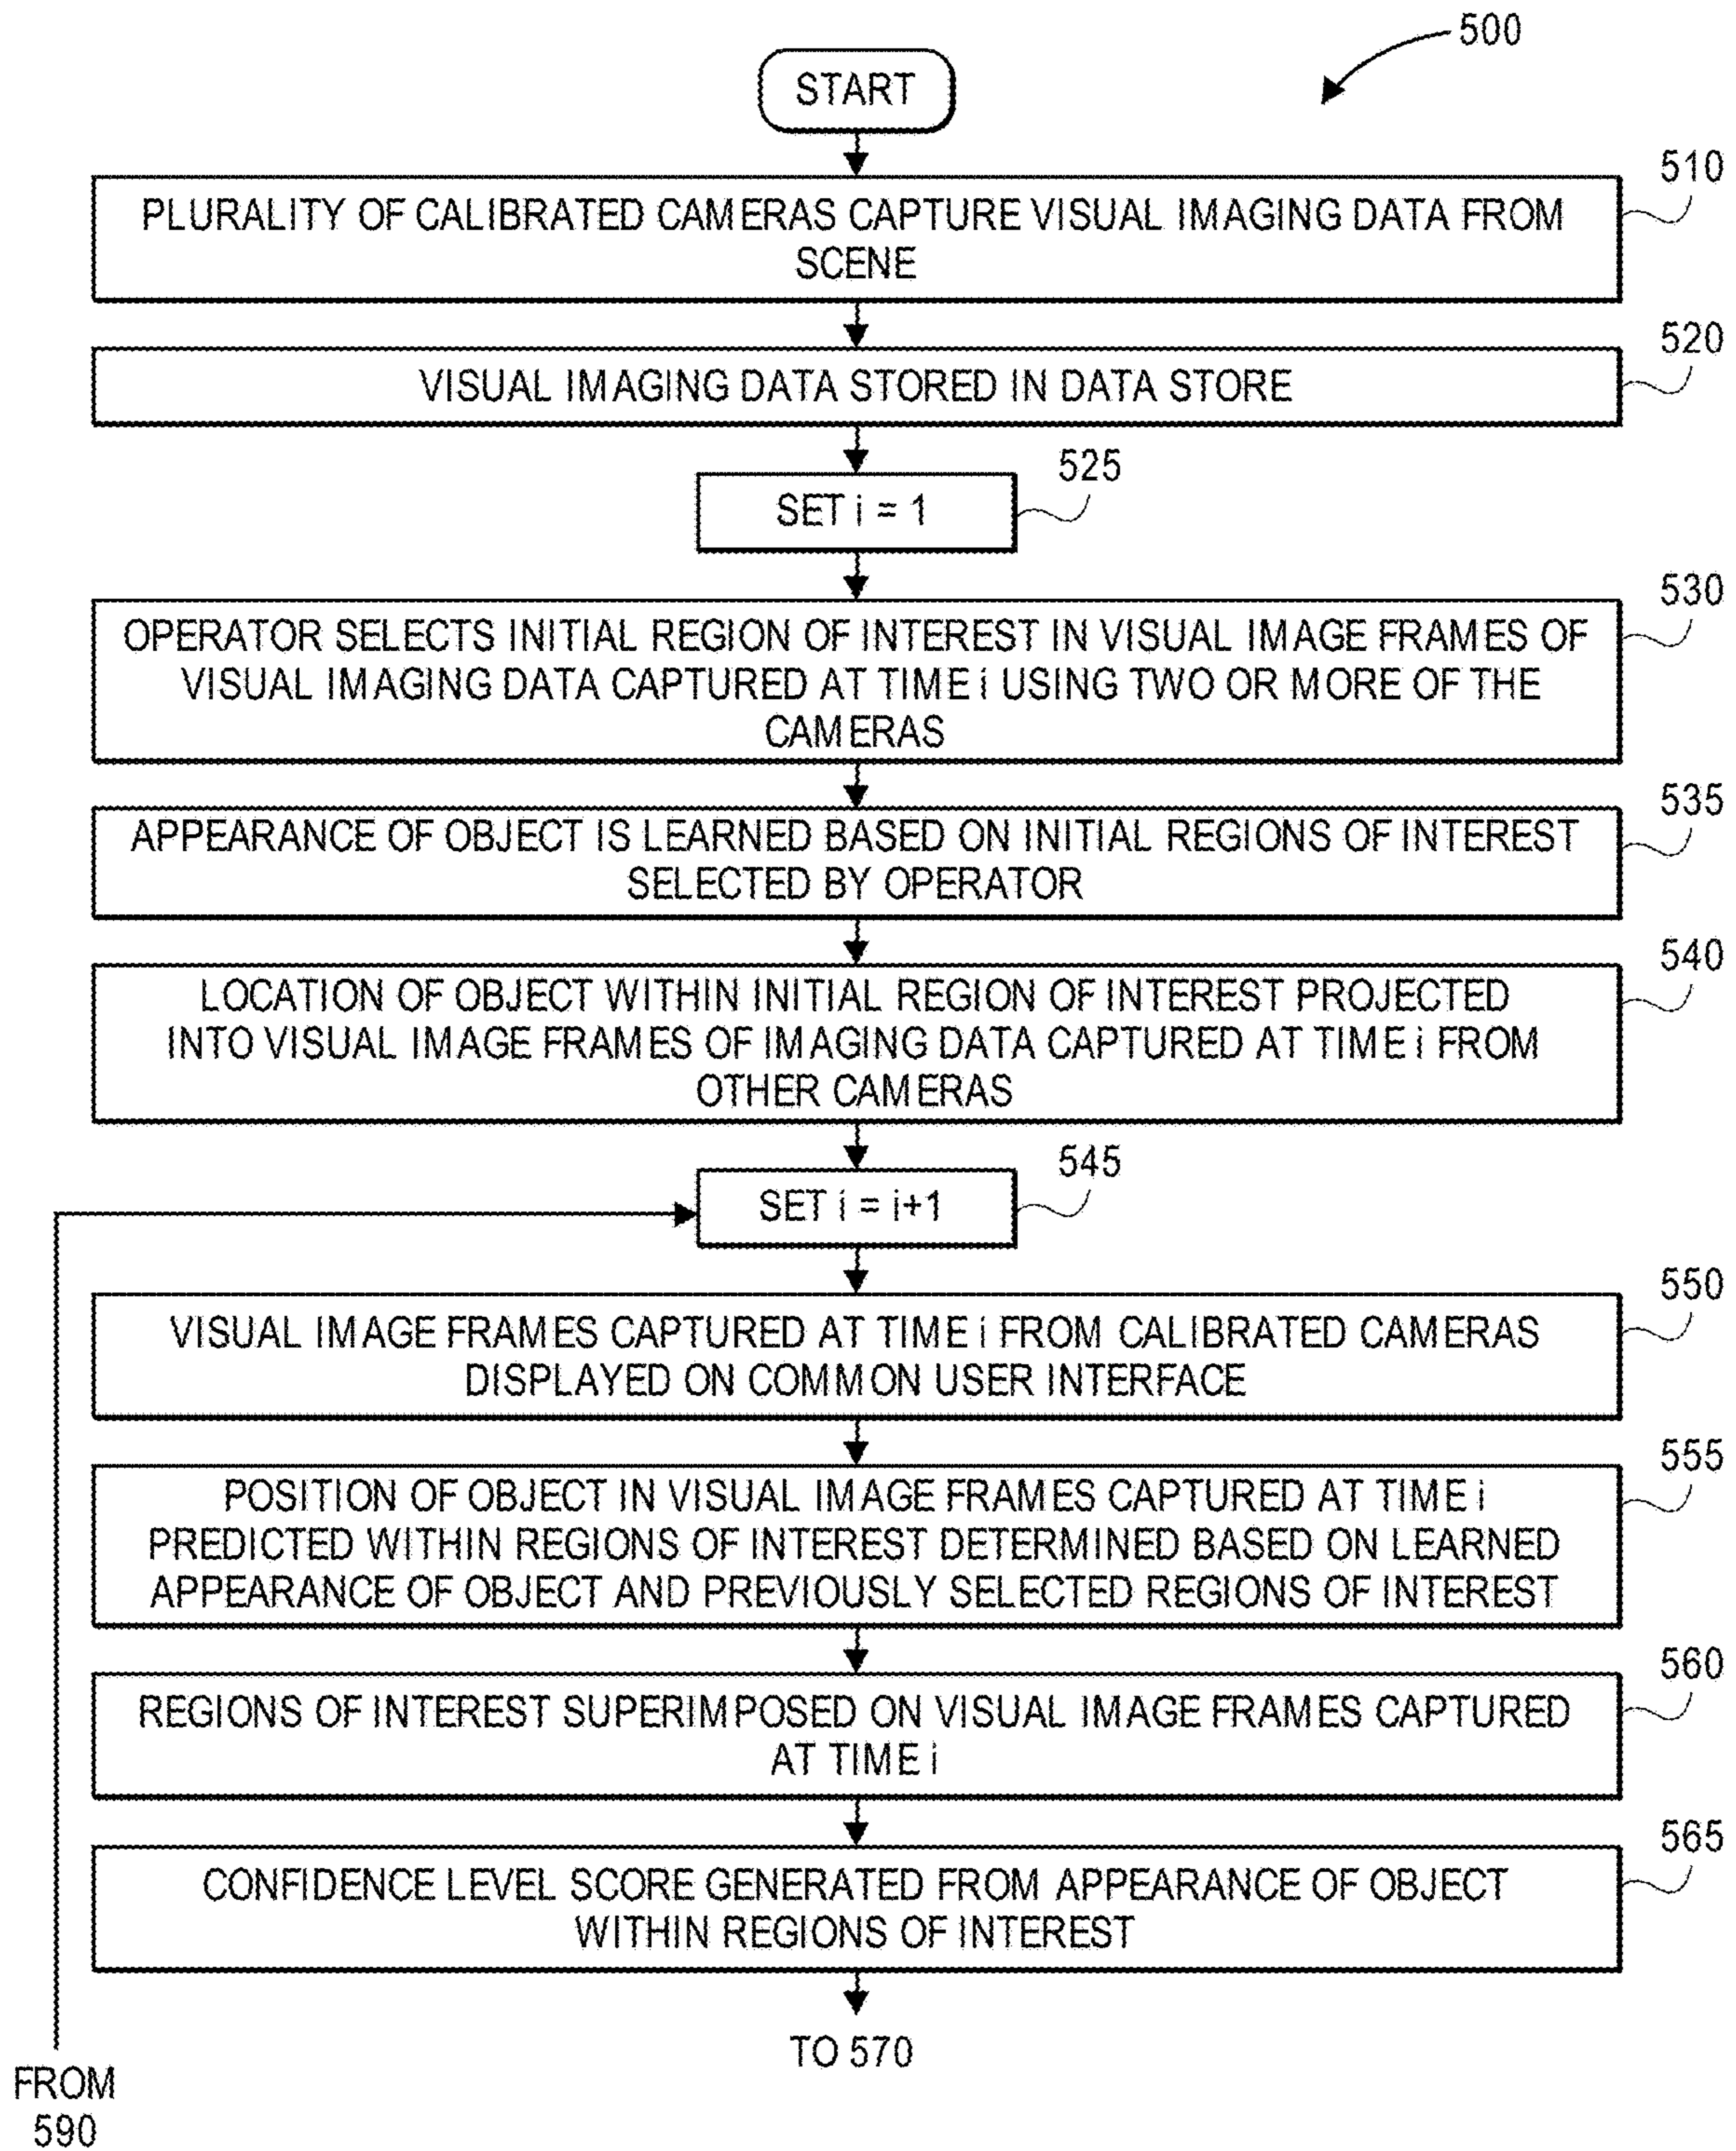 500
START
510
PLURALITY OF CALIBRATED CAMERAS CAPTURE VISUAL IMAGING DATA FROM
SCENE
520
VISUAL IMAGING DATA STORED IN DATA STORE
525
SET i = 1
530
OPERATOR SELECTS INITIAL REGION OF INTEREST IN VISUAL IMAGE FRAMES OF
VISUAL IMAGING DATA CAPTURED AT TIME i USING TWO OR MORE OF THE
CAMERAS
535
APPEARANCE OF OBJECT IS LEARNED BASED ON INITIAL REGIONS OF INTEREST
SELECTED BY OPERATOR
540
LOCATION OF OBJECT WITHIN INITIAL REGION OF INTEREST PROJECTED
INTO VISUAL IMAGE FRAMES OF IMAGING DATA CAPTURED AT TIME i FROM
OTHER CAMERAS
545
SET i = i+1
550
VISUAL IMAGE FRAMES CAPTURED AT TIME i FROM CALIBRATED CAMERAS
DISPLAYED ON COMMON USER INTERFACE
555
POSITION OF OBJECT IN VISUAL IMAGE FRAMES CAPTURED AT TIME i
PREDICTED WITHIN REGIONS OF INTEREST DETERMINED BASED ON LEARNED
APPEARANCE OF OBJECT AND PREVIOUSLY SELECTED REGIONS OF INTEREST
560
REGIONS OF INTEREST SUPERIMPOSED ON VISUAL IMAGE FRAMES CAPTURED
AT TIME i
565
CONFIDENCE LEVEL SCORE GENERATED FROM APPEARANCE OF OBJECT
WITHIN REGIONS OF INTEREST
TO 570
FROM
590